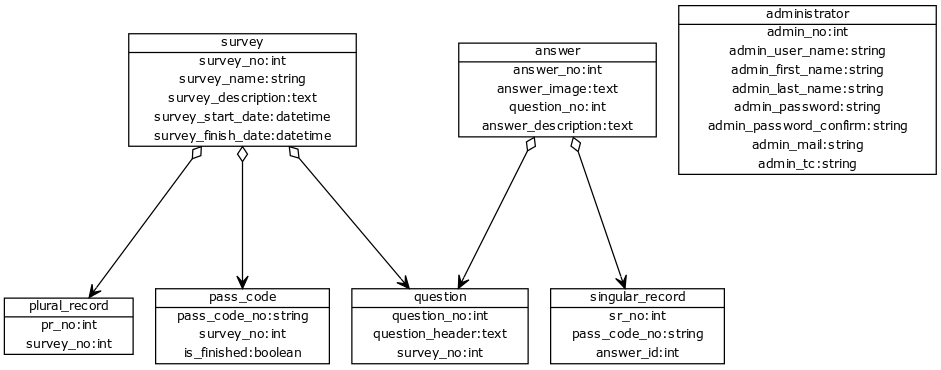 survey
survey_no:int
survey_name:string
survey_description:text
survey_start_date:datetime
survey_finish_date:datetime
answer
answer_no:int
answer_image:text
question_no:int
answer_description:text
administrator
admin_no:int
admin_user_name:string
admin_first_name:string
admin_last_name:string
admin_password:string
admin_password_confirm:string
admin_mail:string
admin_tc:string
plural_record
pr_no:int
survey_no:int
pass_code
pass_code_no:string
survey_no:int
is_finished:boolean
question
question_no:int
question_header:text
survey_no:int
singular_record
sr_no:int
pass_code_no:string
answer_id:int